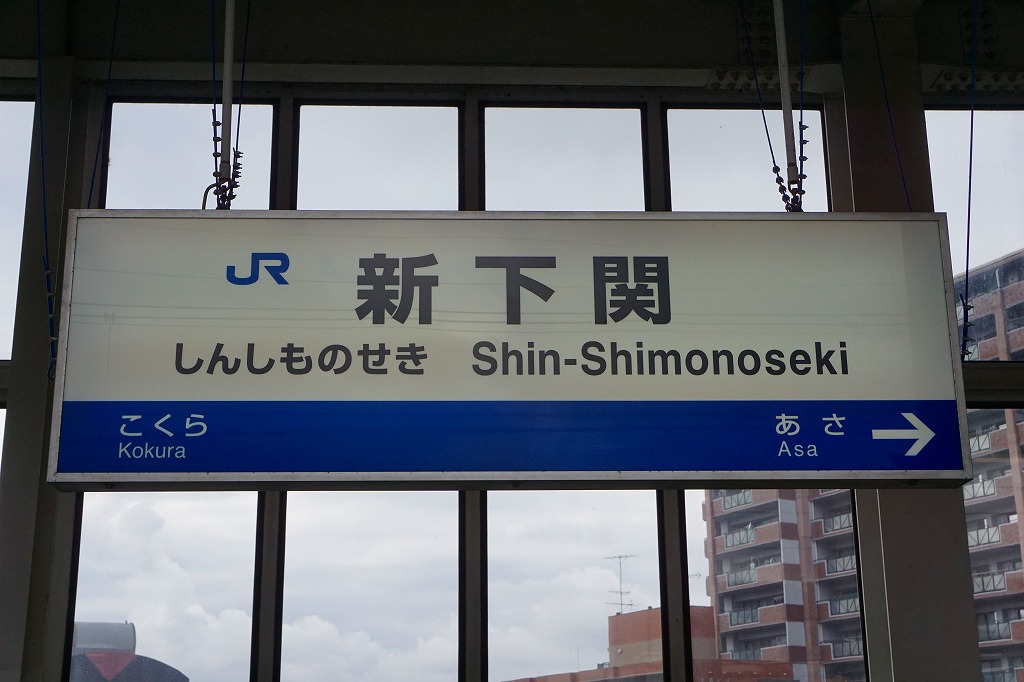 JR 新下関
しんしものせき Shin-Shimonoseki
こくら
Kokura
あさ →
Asa